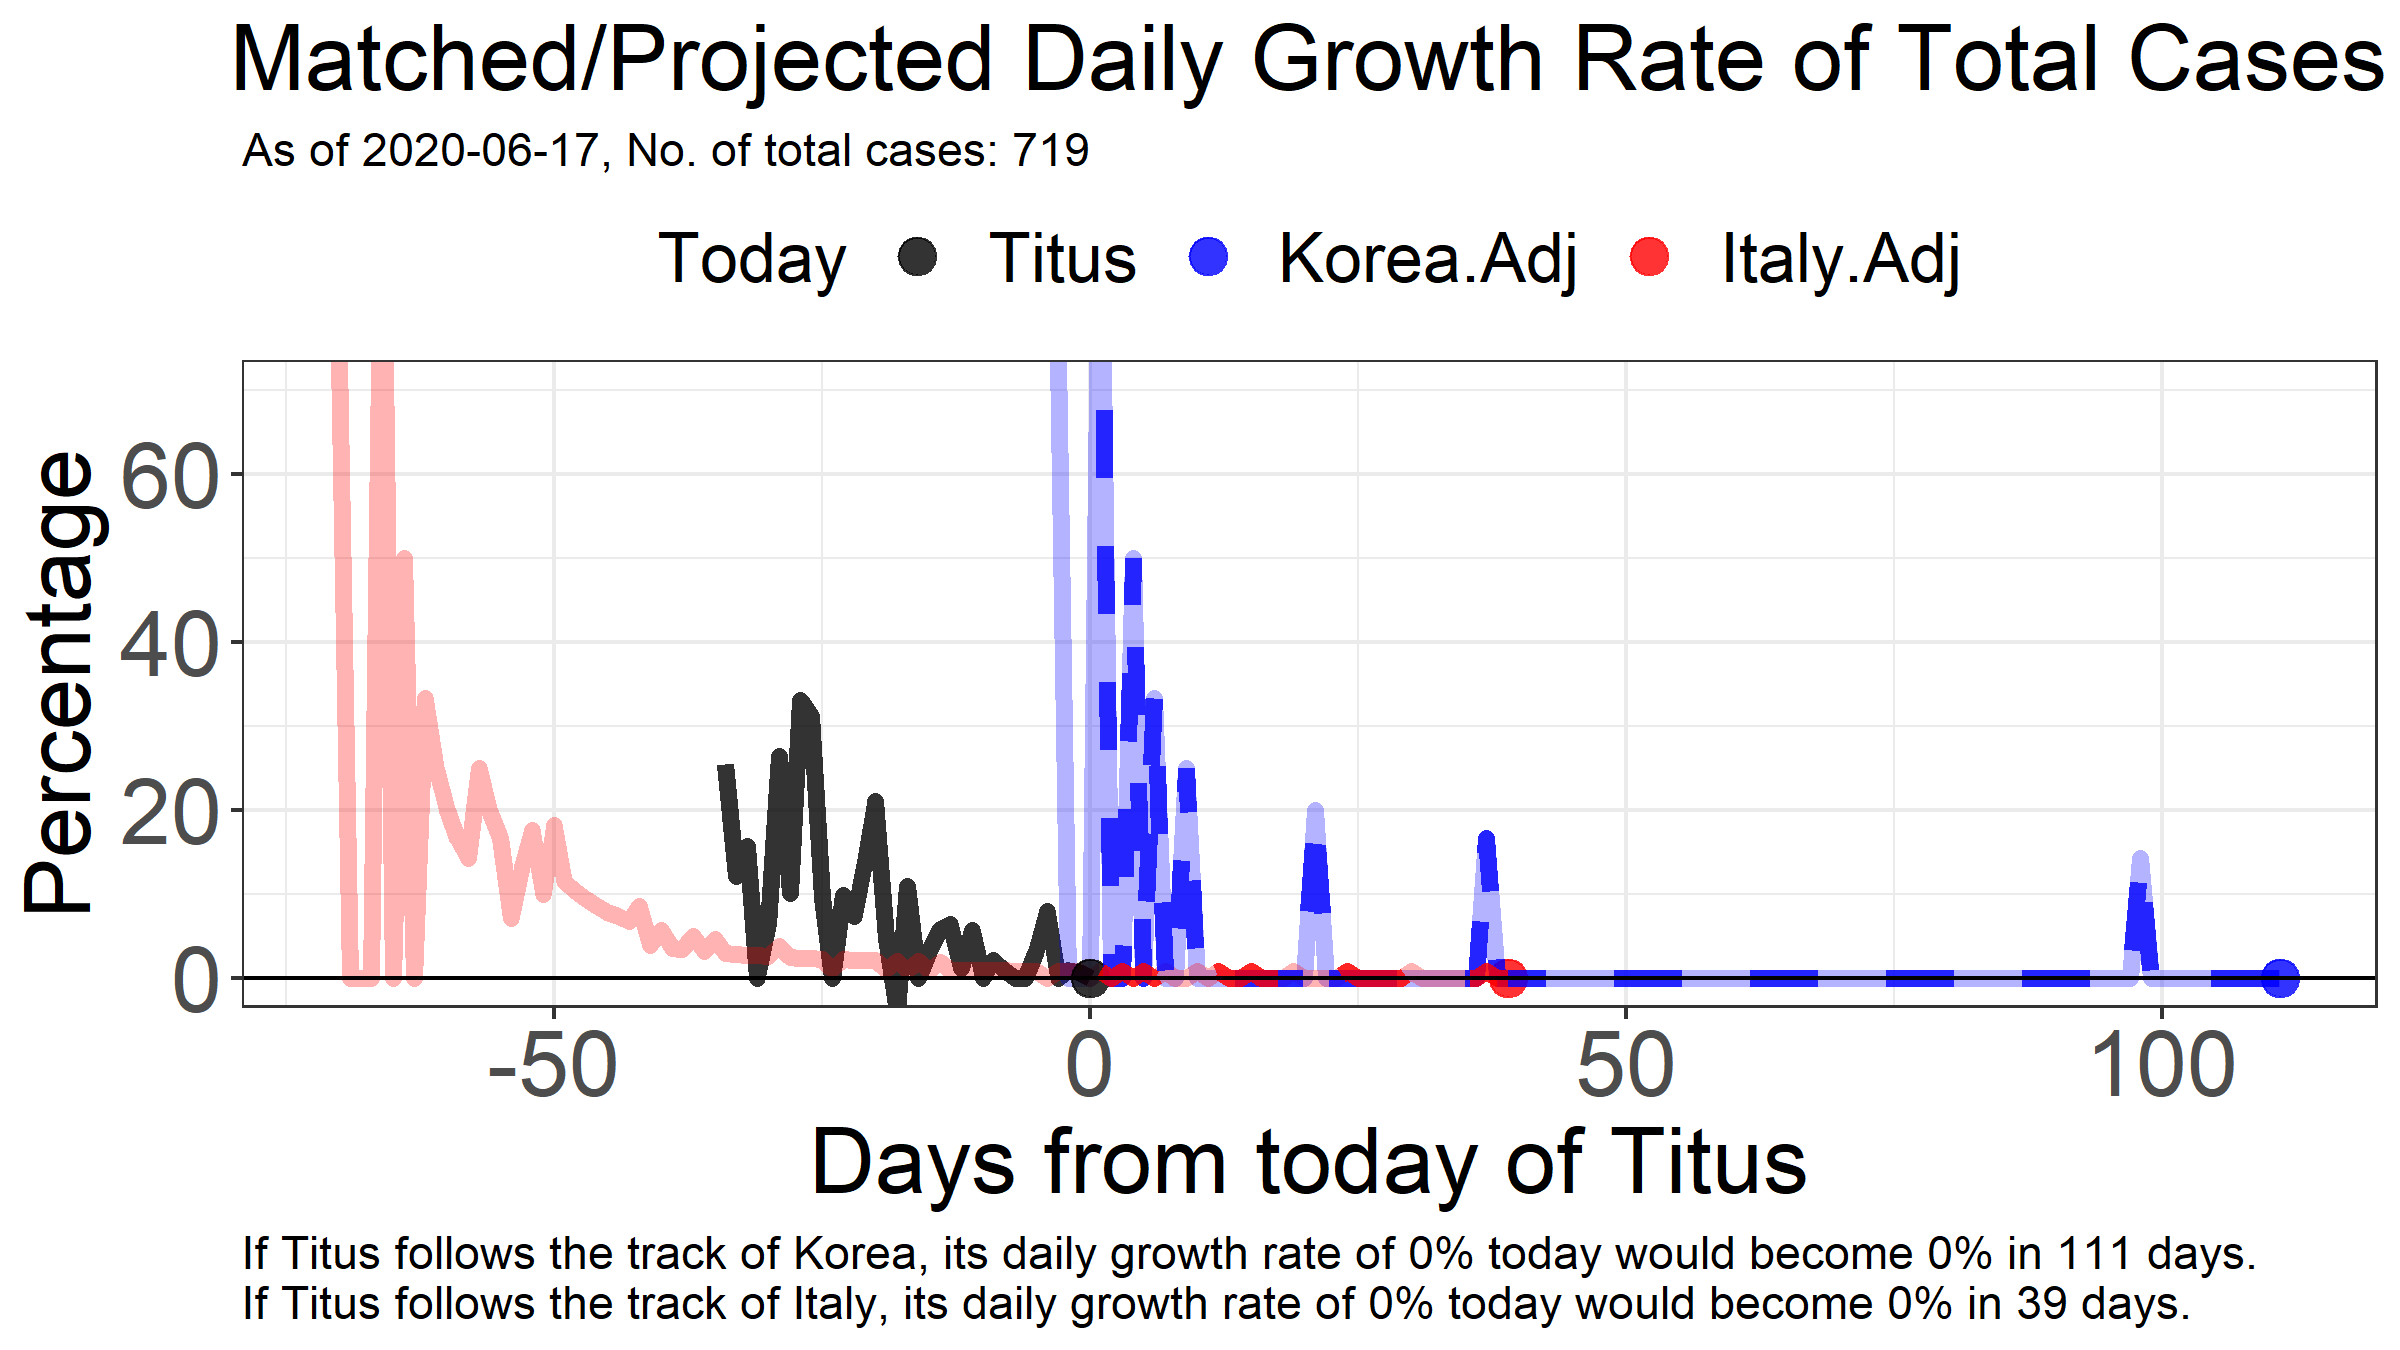 Matched/Projected Daily Growth Rate of Total Cases
As of 2020-06-17, No. of total cases: 719
Today Titus Korea.Adj Italy.Adj
Percentage
60
40
20
0
-50 0 50 100
Days from today of Titus
If Titus follows the track of Korea, its daily growth rate of 0% today would become 0% in 111 days.
If Titus follows the track of Italy, its daily growth rate of 0% today would become 0% in 39 days.